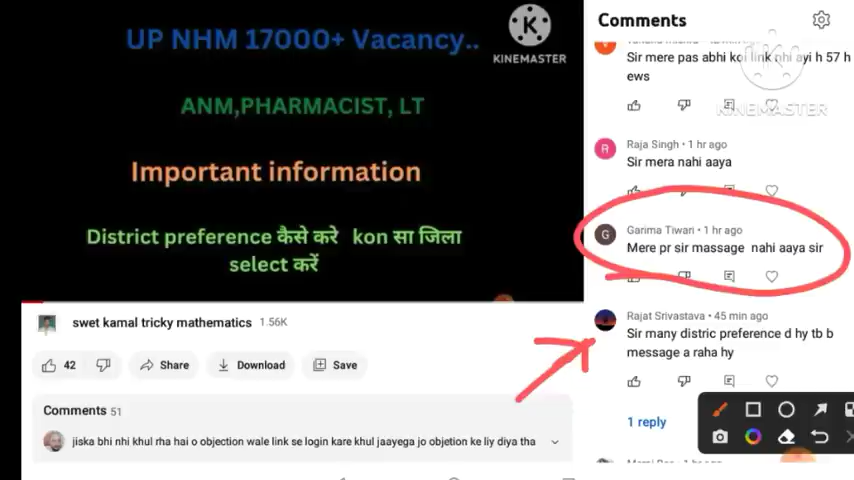 UP NHM 17000+ Vacancy..
KINEMASTER
ANM,PHARMACIST, LT
Important information
District preference कैसे करे kon सा जिला
select करें
swet kamal tricky mathematics 1.56K
42
Share
Download
Save
Comments 51
jiska bhi nhi khul rha hai o objection wale link se login kare khul jaayega jo objetion ke liy diya tha
Comments
Sir mere pas abhi koi link nhi ayi h 57 h
ews
KINEMASTER
Raja Singh • 1 hr ago
Sir mera nahi aaya
G
Garima Tiwari • 1 hr ago
Mere pr sir massage nahi aaya sir
Rajat Srivastava • 45 min ago
Sir many distric preference d hy tb b
message a raha hy
1 reply